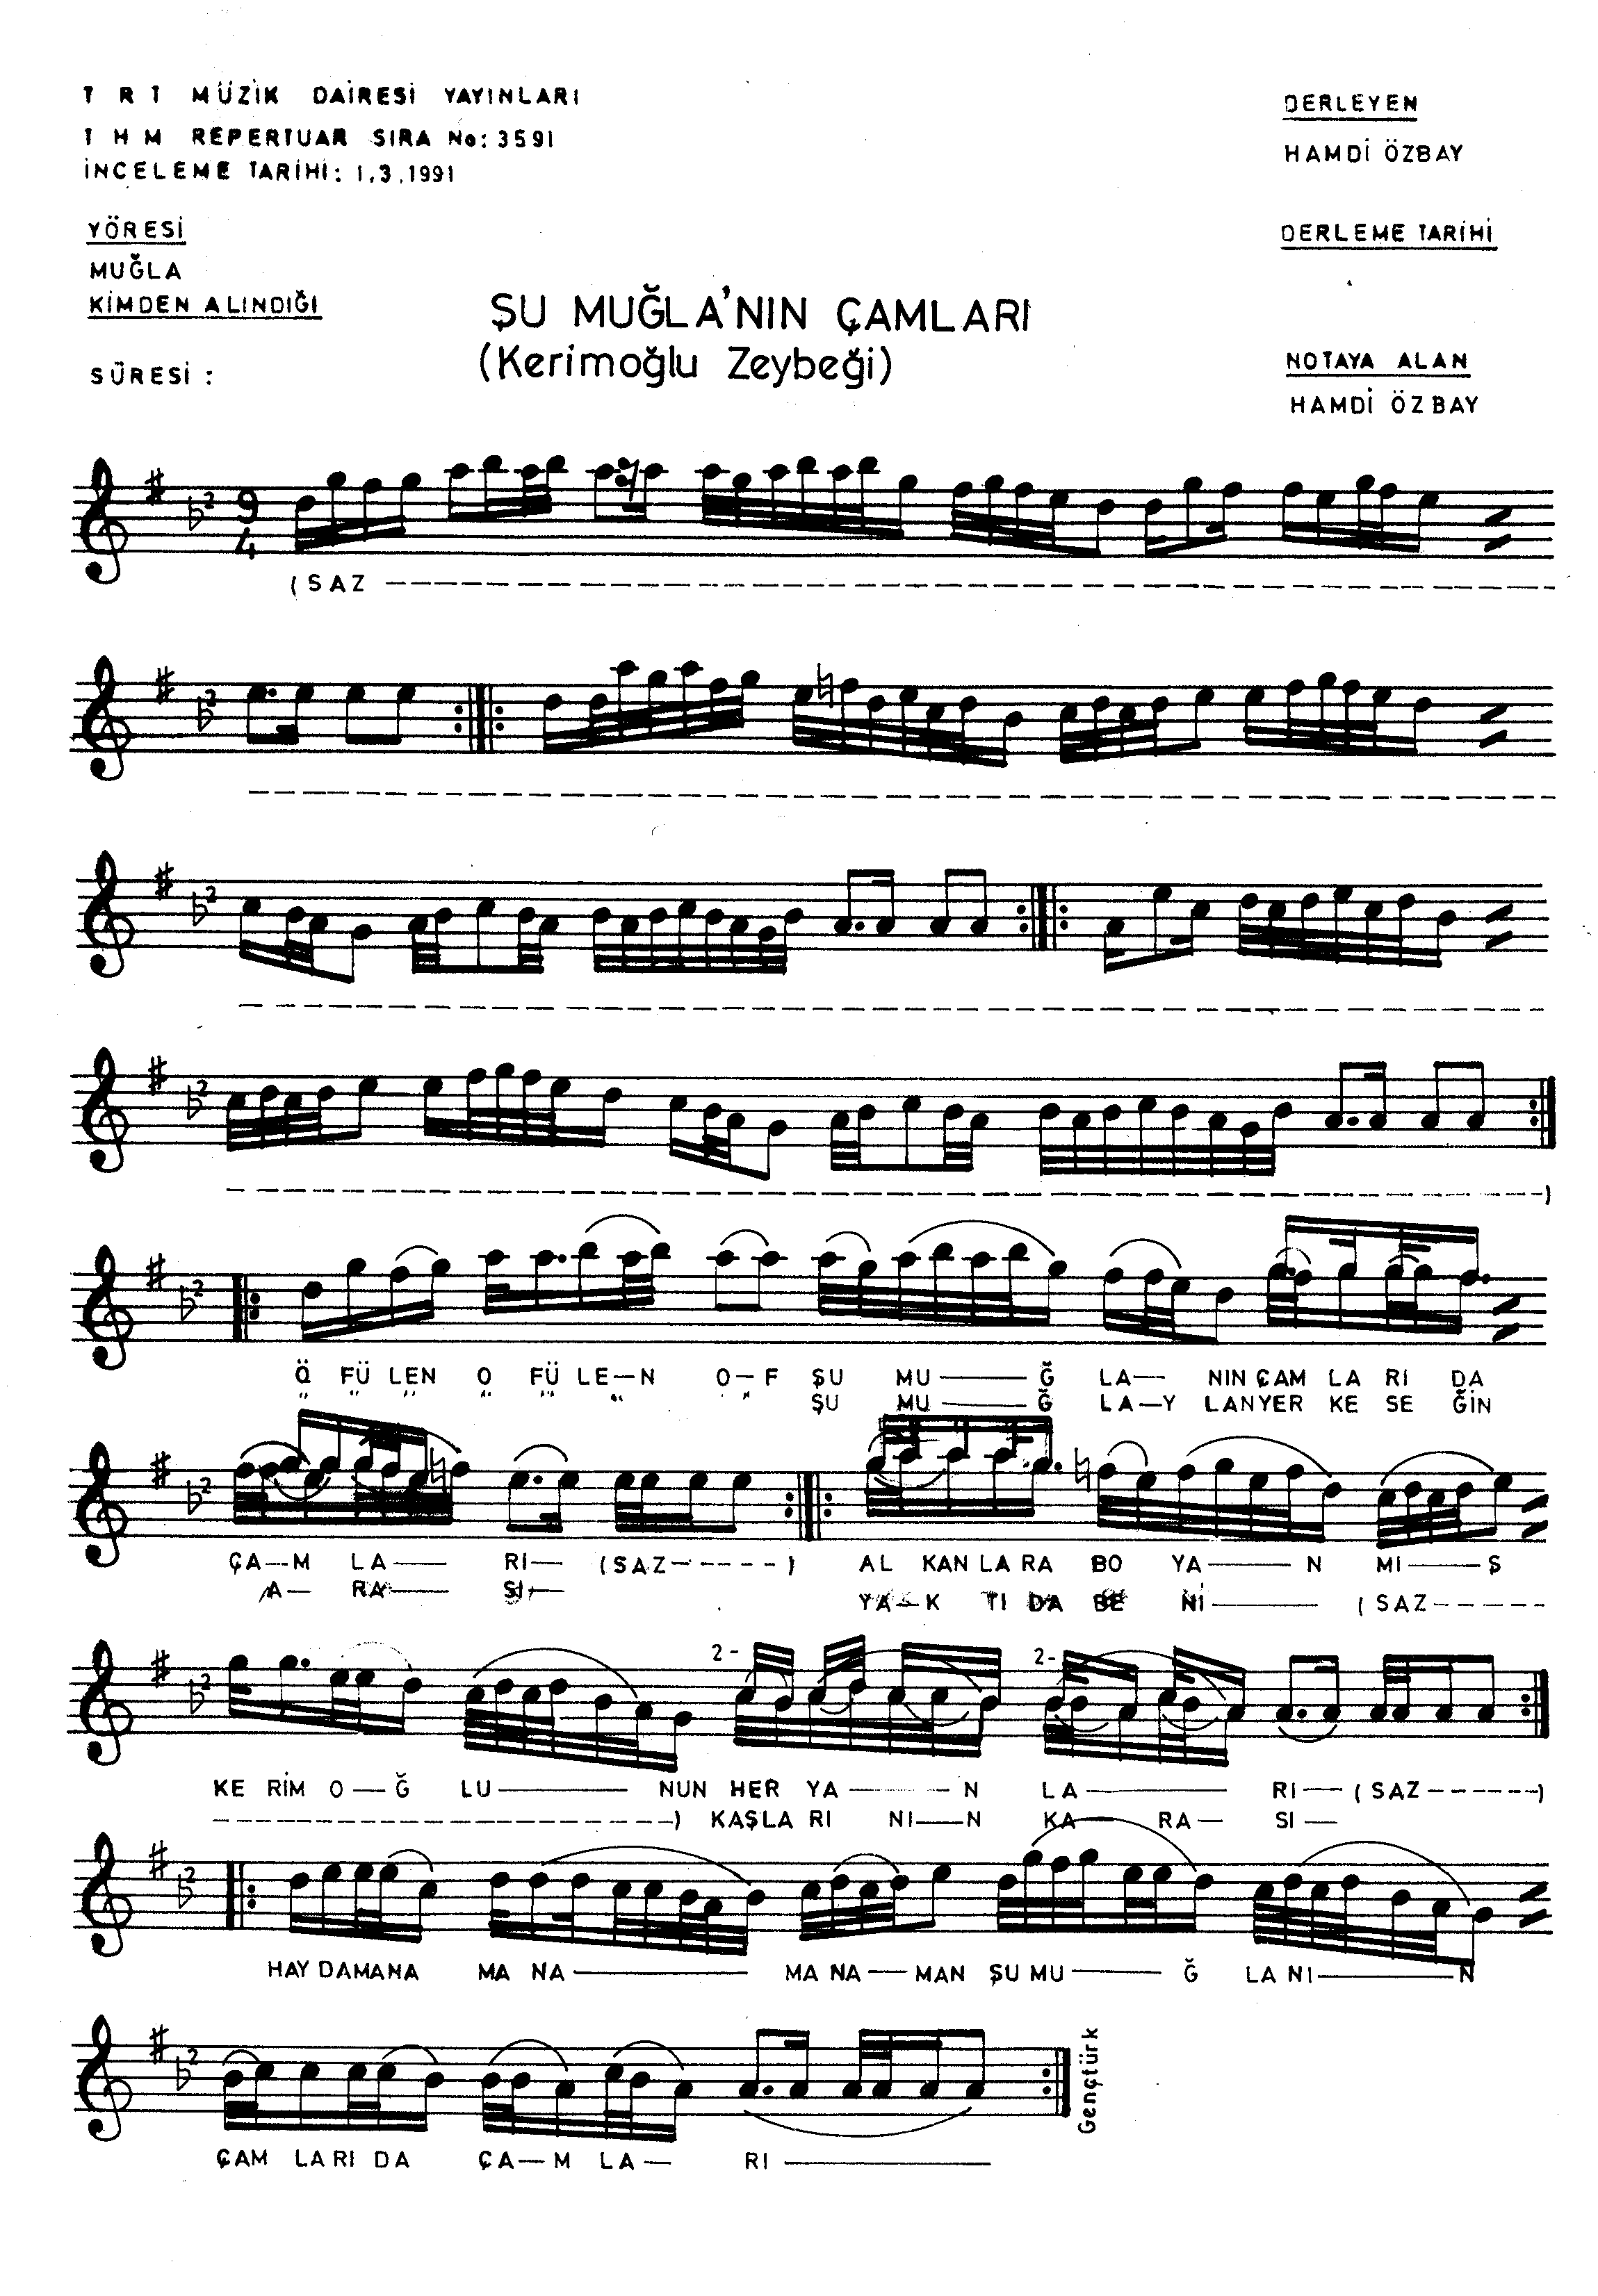 TRT MÜZİK DAİRESİ YAYINLARI
THM REPERTUAR SIRA No: 3591
İNCELEME TARİHİ: 1.3.1991
DERLEYEN
HAMDİ ÖZBAY
YÖRESİ
MUĞLA
DERLEME TARİHİ
KİMDEN ALINDIĞI
ŞU MUĞLA'NIN ÇAMLARI
(Kerimoğlu Zeybeği)
SÜRESİ :
NOTAYA ALAN
HAMDİ ÖZBAY
9
4
(SAZ
)
Ö FÜ LEN O FÜ LE–N O–F ŞU MU — Ğ LA— NIN ÇAM LA RI DA
" " " " " " " ŞU MU — Ğ LA—Y LAN YER KE SE ĞİN
ÇA—M LA— RI— (SAZ-----) AL KAN LA RA BO YA — N MI — Ş
A— RA— SI— YA—K TI DA BE Nİ — (SAZ-----
2- 2-
KE RİM O—Ğ LU — NUN HER YA — N LA — RI — (SAZ------)
----------) KAŞLA RI NI—N KA — RA — SI —
HAY DAMANA MA NA — MA NA — MAN ŞU MU — Ğ LA NI — N
ÇAM LA RI DA ÇA—M LA— RI —
Gençtürk